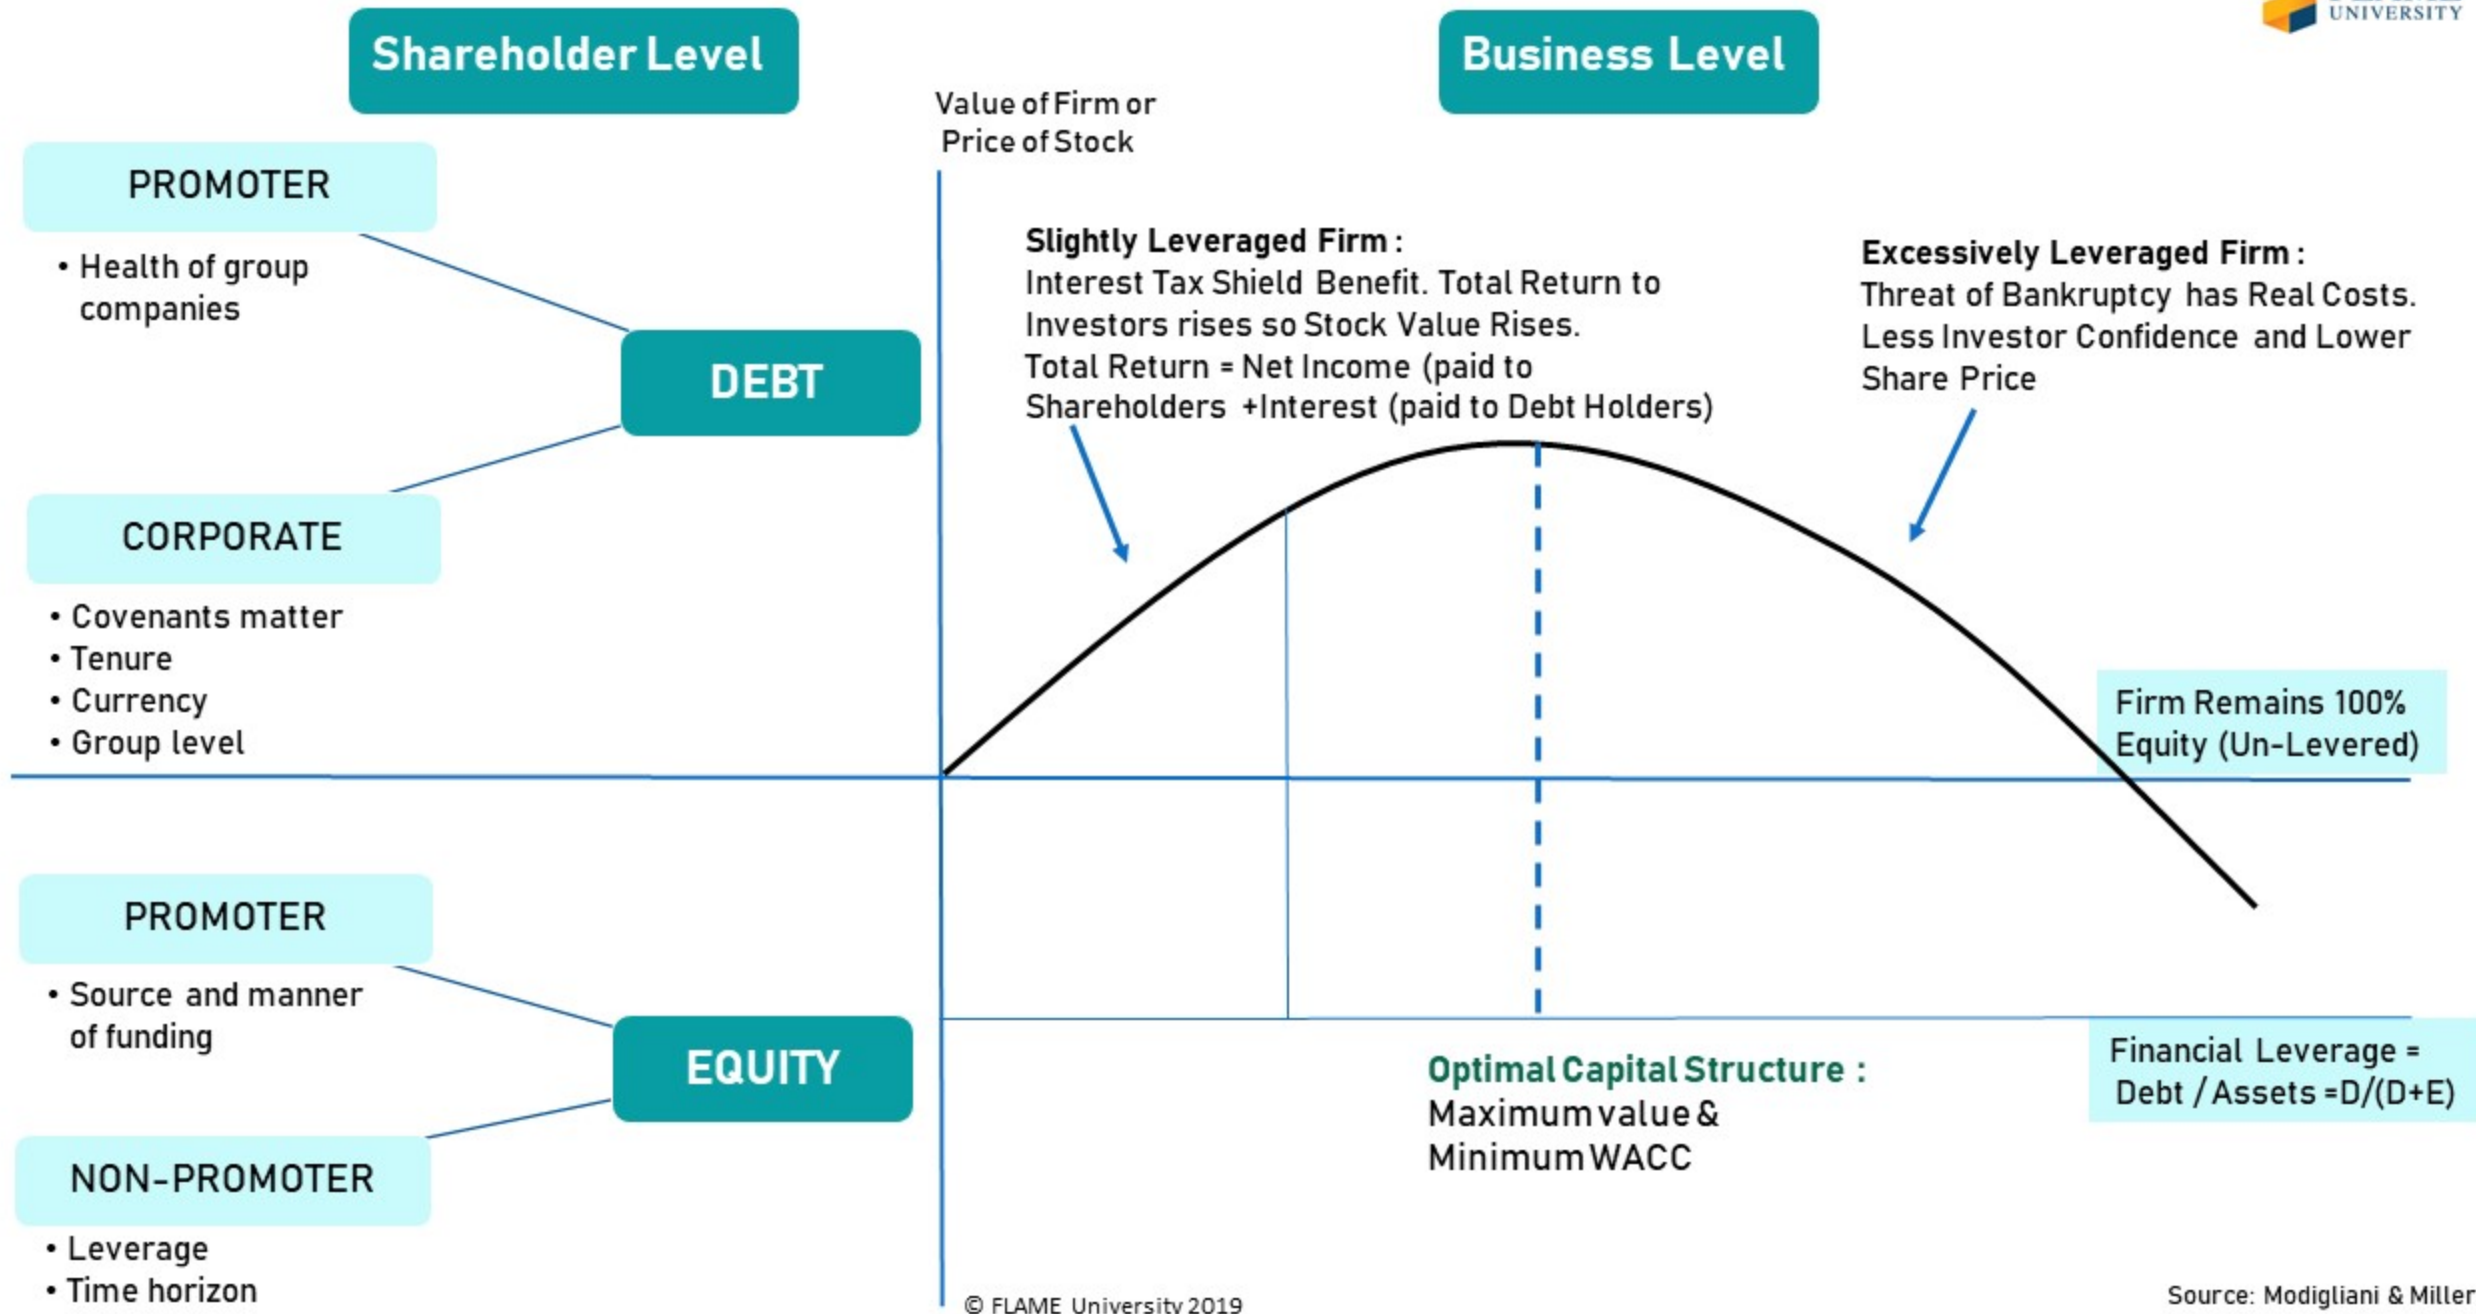 Shareholder Level
PROMOTER
• Health of group
companies
DEBT
CORPORATE
• Covenants matter
• Tenure
• Currency
• Group level
PROMOTER
• Source and manner
of funding
EQUITY
NON-PROMOTER
• Leverage
• Time horizon
Business Level
UNIVERSITY
Value of Firm or
Price of Stock
Slightly Leveraged Firm :
Interest Tax Shield Benefit. Total Return to
Investors rises so Stock Value Rises.
Total Return = Net Income (paid to
Shareholders +Interest (paid to Debt Holders)
Excessively Leveraged Firm :
Threat of Bankruptcy has Real Costs.
Less Investor Confidence and Lower
Share Price
Firm Remains 100%
Equity (Un-Levered)
Financial Leverage =
Debt / Assets =D/(D+E)
Optimal Capital Structure :
Maximum value &
Minimum WACC
© FLAME University 2019
Source: Modigliani & Miller